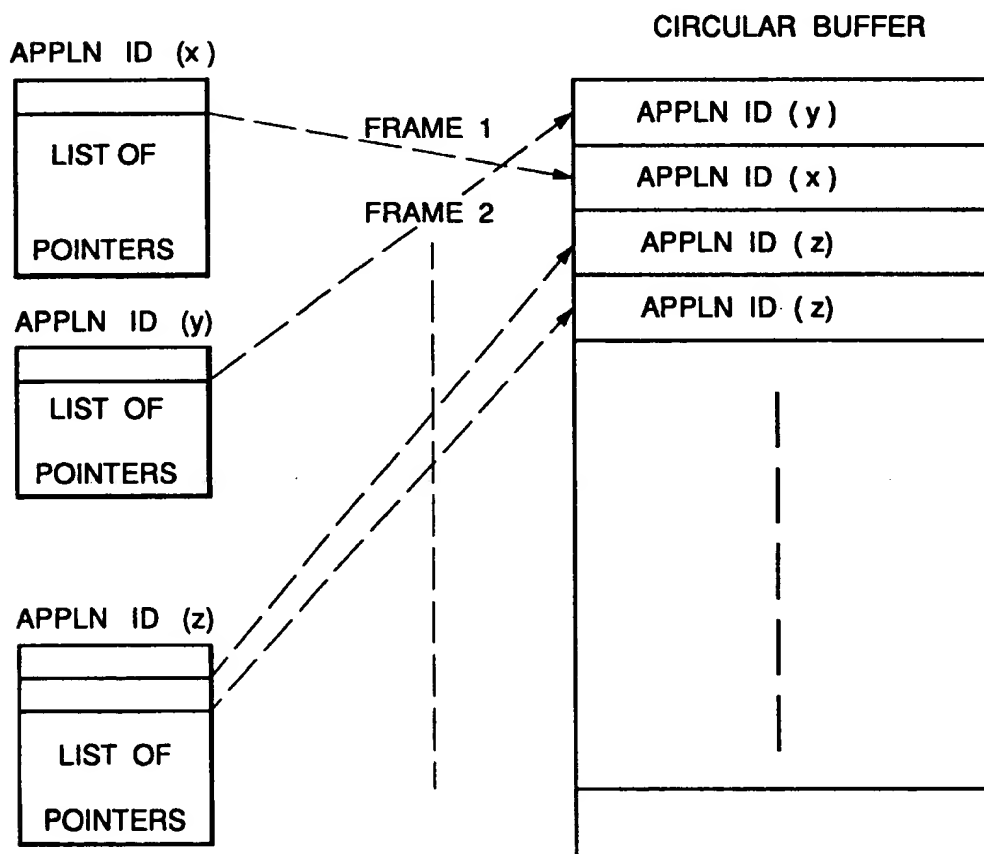 CIRCULAR BUFFER
APPLN ID (x)
LIST OF
POINTERS
FRAME 1
FRAME 2
APPLN ID (y)
APPLN ID (x)
APPLN ID (z)
APPLN ID (z)
APPLN ID (y)
LIST OF
POINTERS
APPLN ID (z)
LIST OF
POINTERS